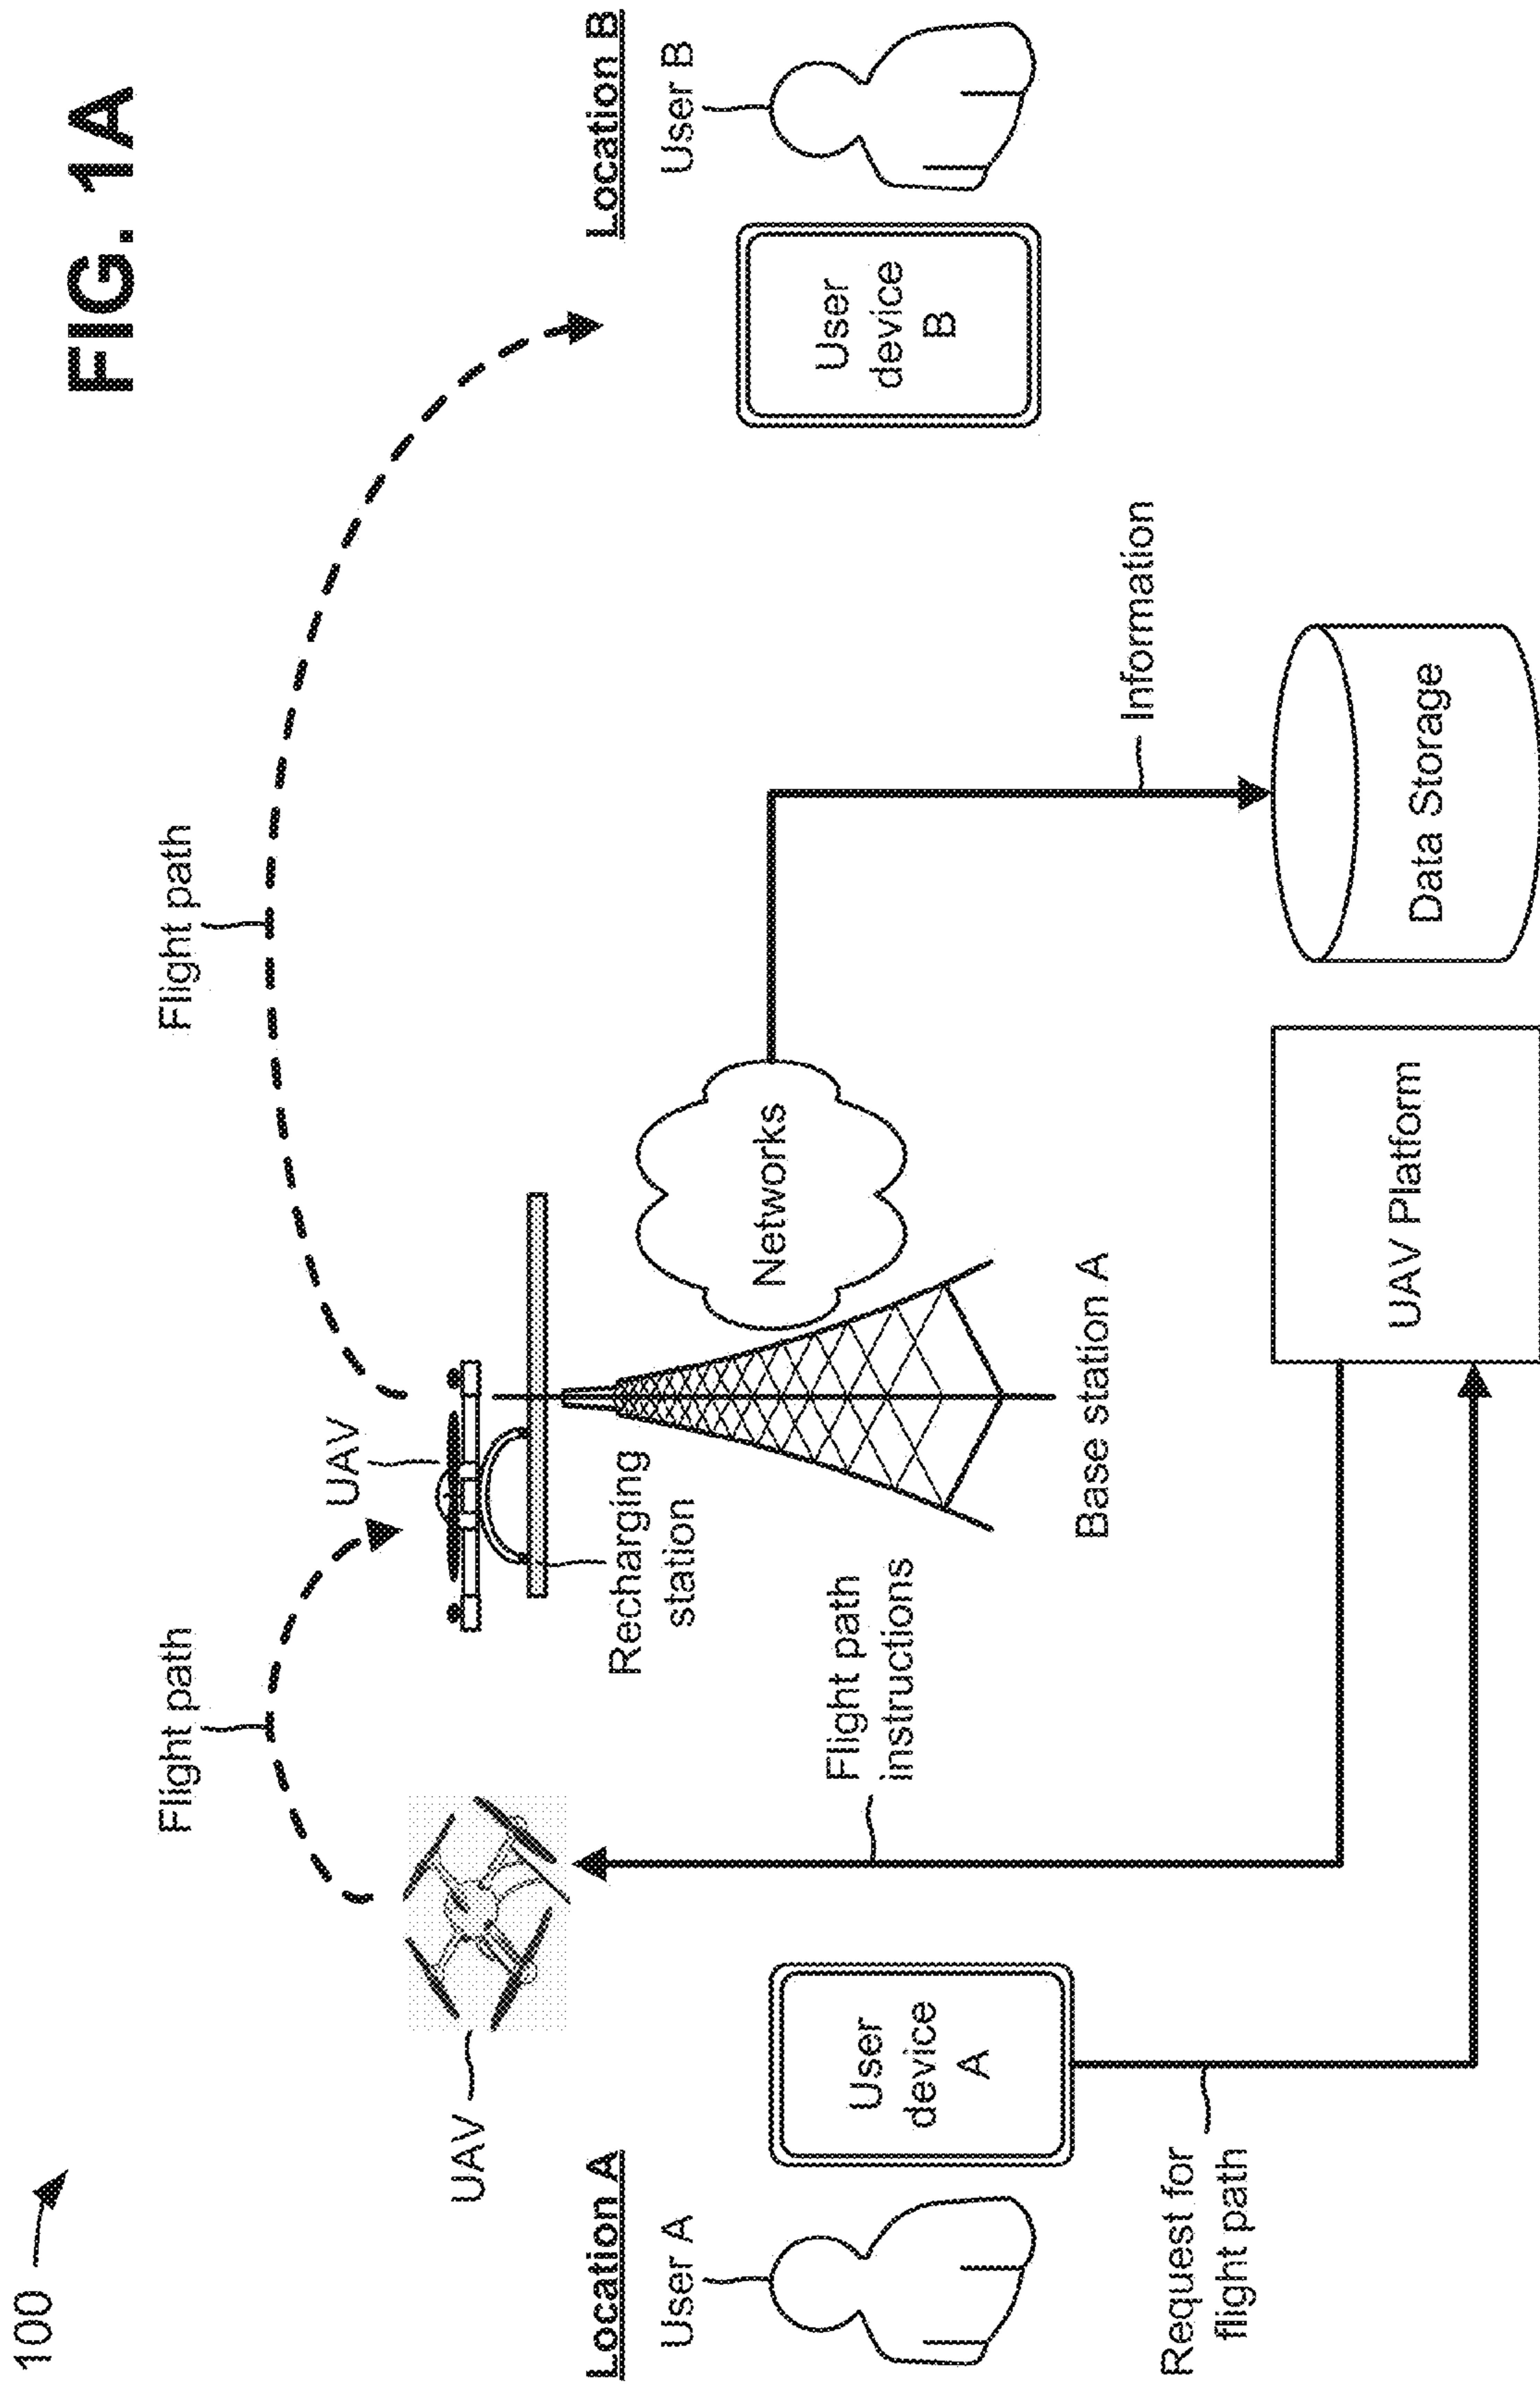 100
FIG. 1A
Flight path
Flight path
UAV
UAV
Location A
Location B
User A
User B
Recharging
station
User
device
A
Flight path
instructions
Networks
User
device
B
Base station A
Information
Request for
flight path
UAV Platform
Data Storage